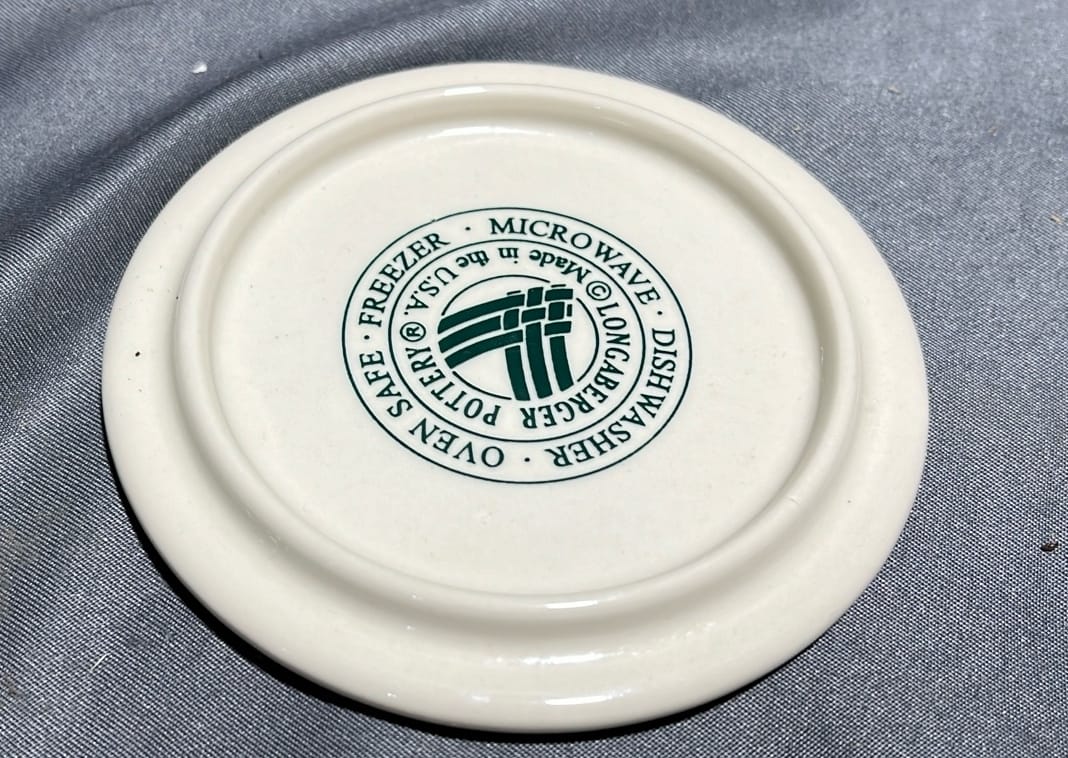 FREEZER · MICROWAVE · DISHWASHER · OVEN SAFE ·
©LONGABERGER POTTERY®
Made in the U.S.A.